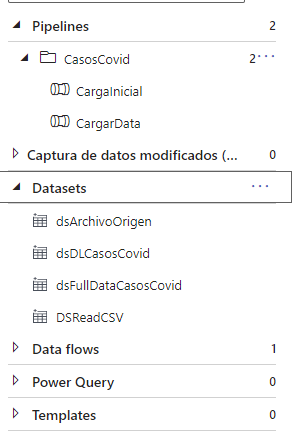 Pipelines 2
CasosCovid 2 ...
CargaInicial
CargarData
Captura de datos modificados (... 0
Datasets ...
dsArchivoOrigen
dsDLCasosCovid
dsFullDataCasosCovid
DSReadCSV
Data flows 1
Power Query 0
Templates 0